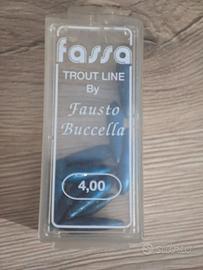 fassa
TROUT LINE
By
Fausto
Buccella
4,00